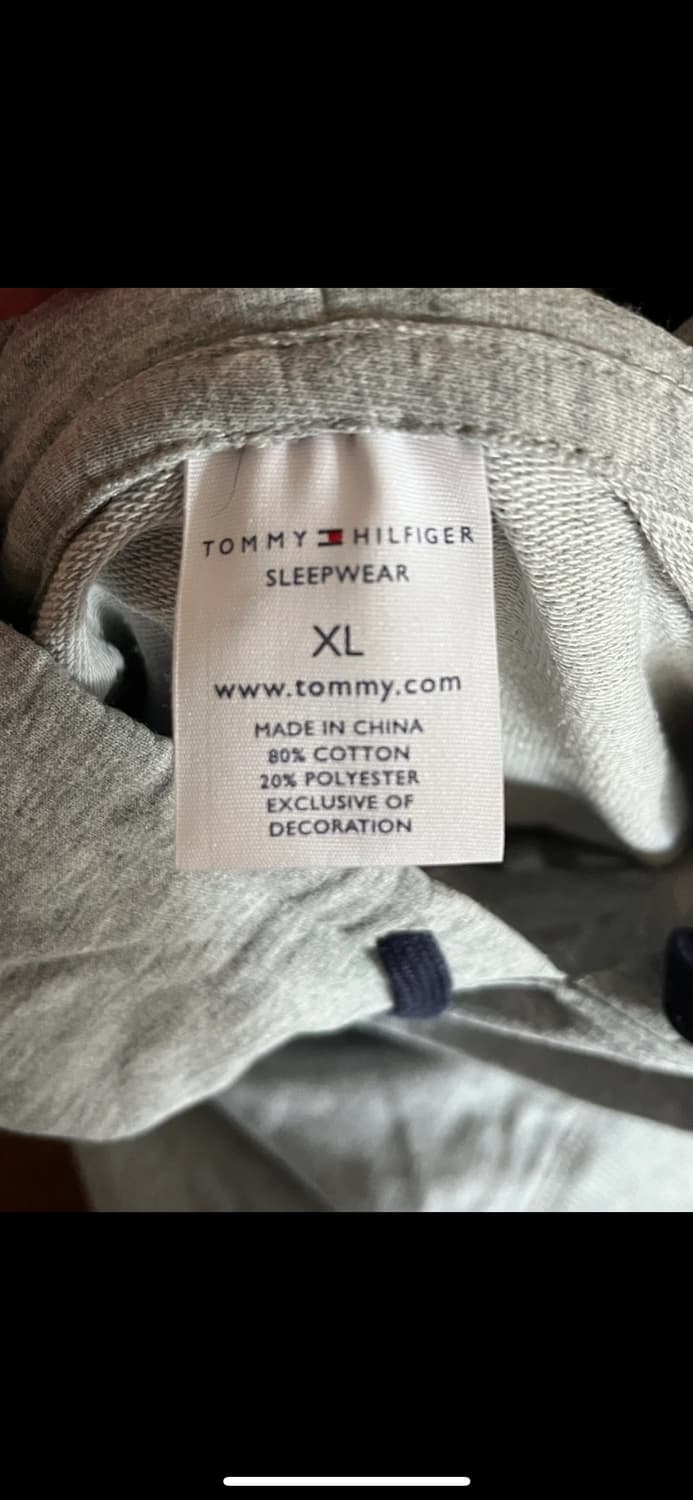 TOMMY HILFIGER
SLEEPWEAR
XL
www.tommy.com
MADE IN CHINA
80% COTTON
20% POLYESTER
EXCLUSIVE OF
DECORATION